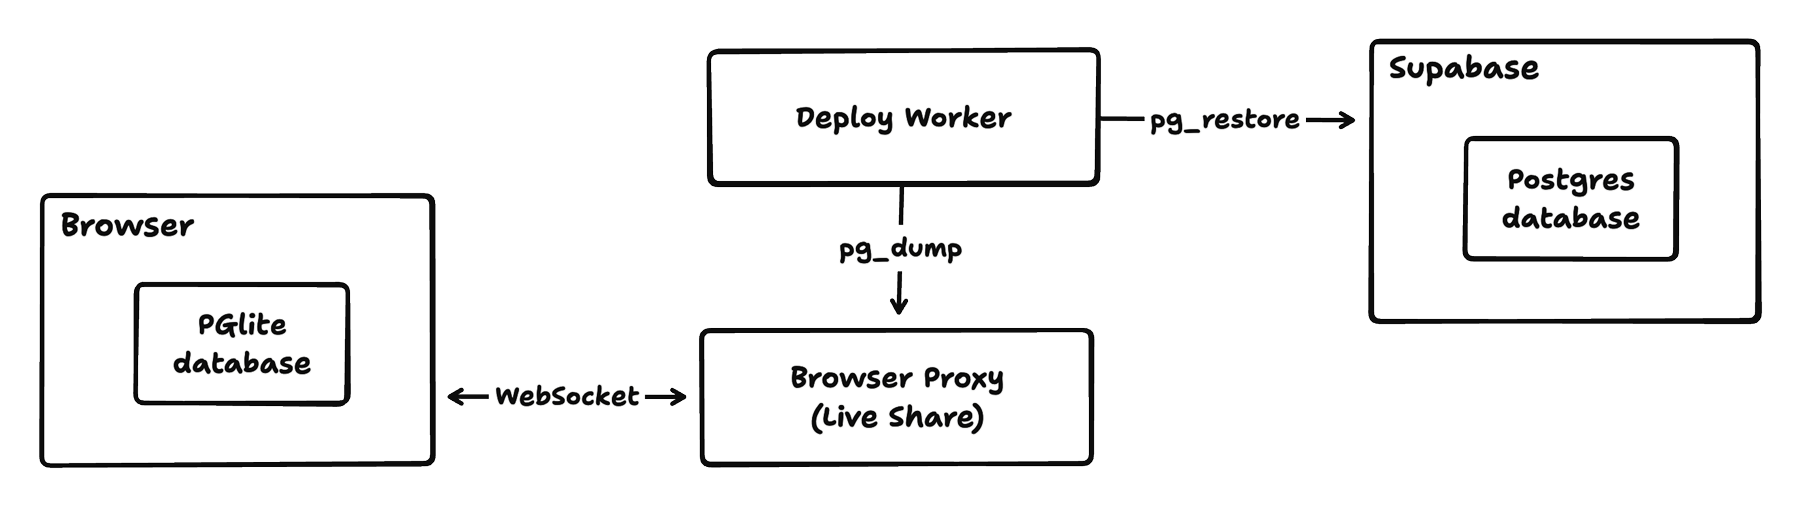 Supabase
Deploy Worker
pg_restore
Postgres
database
Browser
pg_dump
PGlite
database
WebSocket
Browser Proxy
(Live Share)